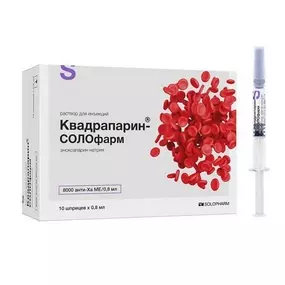 S
раствор для инъекций
Квадрапарин®-
СОЛОфарм
эноксапарин натрия
8000 анти-Ха МЕ/0,8 мл
10 шприцев х 0,8 мл
SOLOPHARM